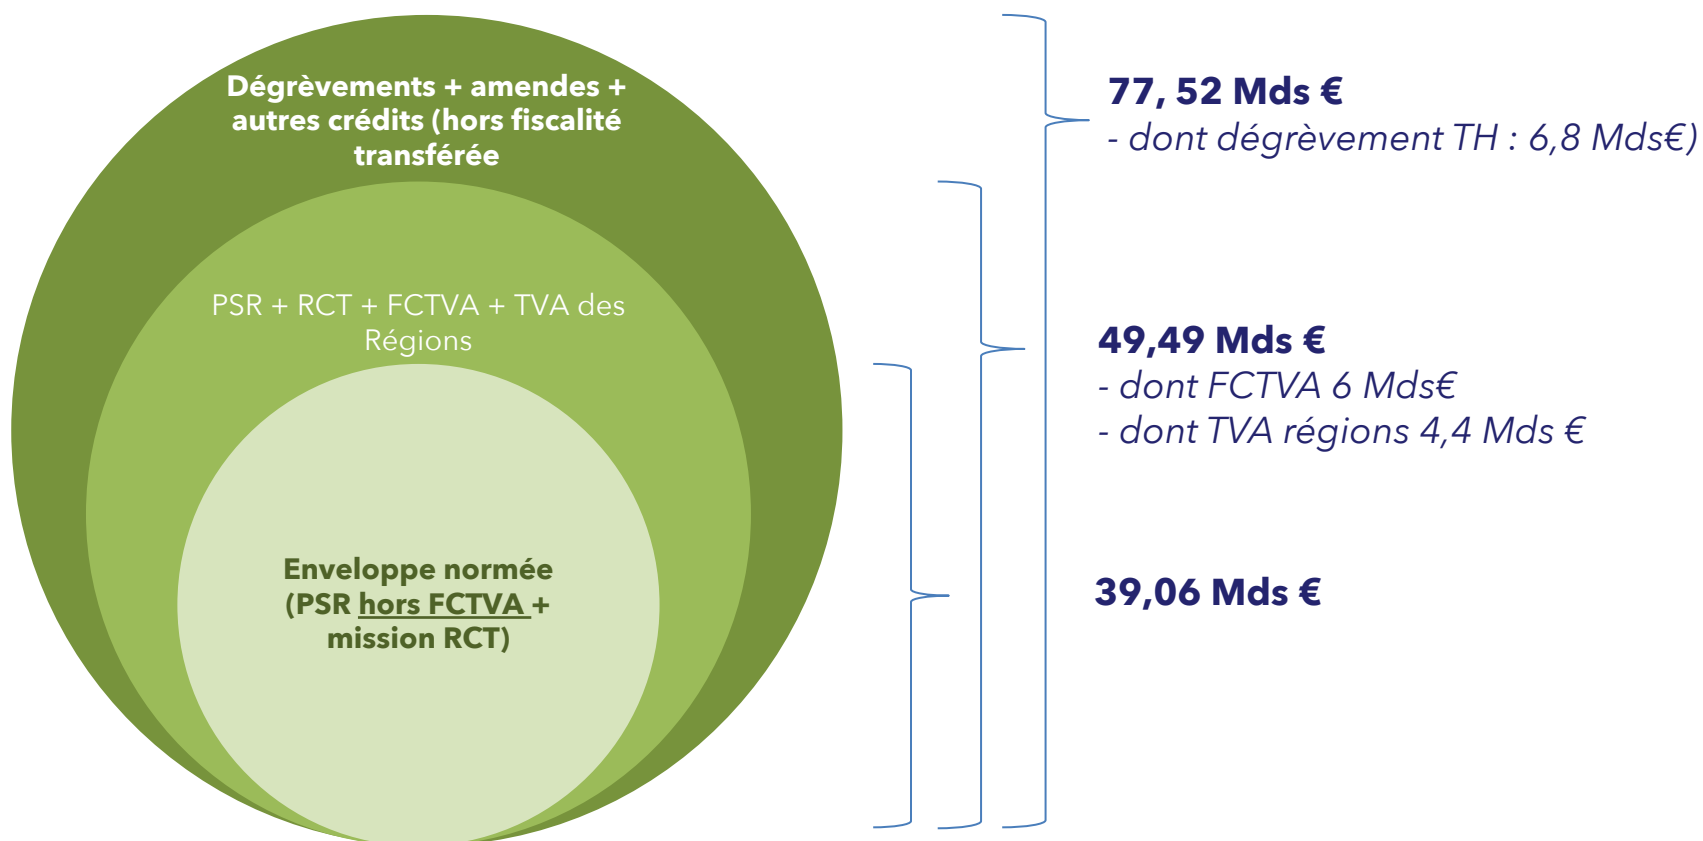 Dégrèvements + amendes +
autres crédits (hors fiscalité
transférée
PSR + RCT + FCTVA + TVA des
Régions
Enveloppe normée
(PSR hors FCTVA +
mission RCT)
77, 52 Mds €
- dont dégrèvement TH : 6,8 Mds€)
49,49 Mds €
- dont FCTVA 6 Mds€
- dont TVA régions 4,4 Mds €
39,06 Mds €